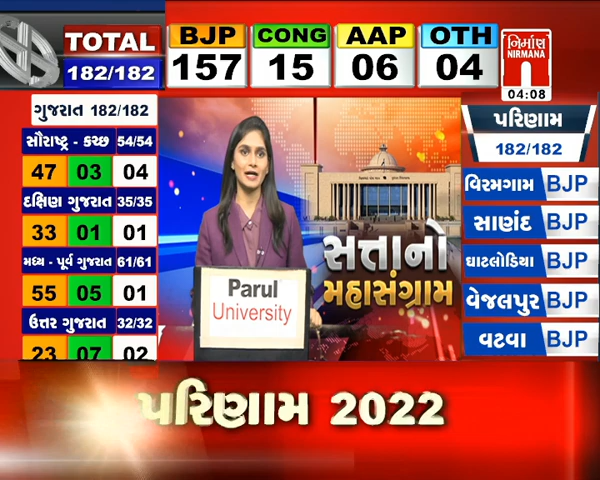 TOTAL
182/182
BJP
157
CONG
15
AAP
06
OTH
04
નિર્માણ
NIRMANA
04:08
ગુજરાત 182/182
સૌરાષ્ટ્ર - કચ્છ 54/54
47 03 04
દક્ષિણ ગુજરાત 35/35
33 01 01
મધ્ય - પૂર્વ ગુજરાત 61/61
55 05 01
ઉત્તર ગુજરાત 32/32
23 07 02
સત્તાનો
મહાસંગ્રામ
Parul
University
પરિણામ
182/182
વિરમગામ BJP
સાણંદ BJP
ઘાટલોડિયા BJP
વેજલપુર BJP
વટવા BJP
પરિણામ 2022